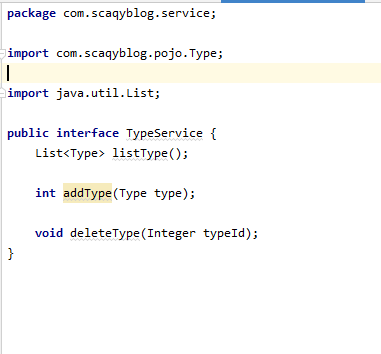 package com.scaqyblog.service;
import com.scaqyblog.pojo.Type;
import java.util.List;
public interface TypeService {
List<Type> listType();
int addType(Type type);
void deleteType(Integer typeId);
}